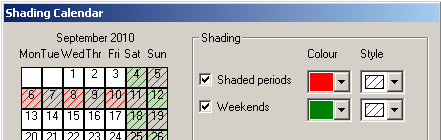 Shading Calendar
September 2010
Mon Tue Wed Thr Fri Sat Sun
1 2 3 4 5
6 7 8 9 10 11 12
13 14 15 16 17 18 19
20 21 22 23 24 25 26
Shading
Colour Style
Shaded periods
Weekends